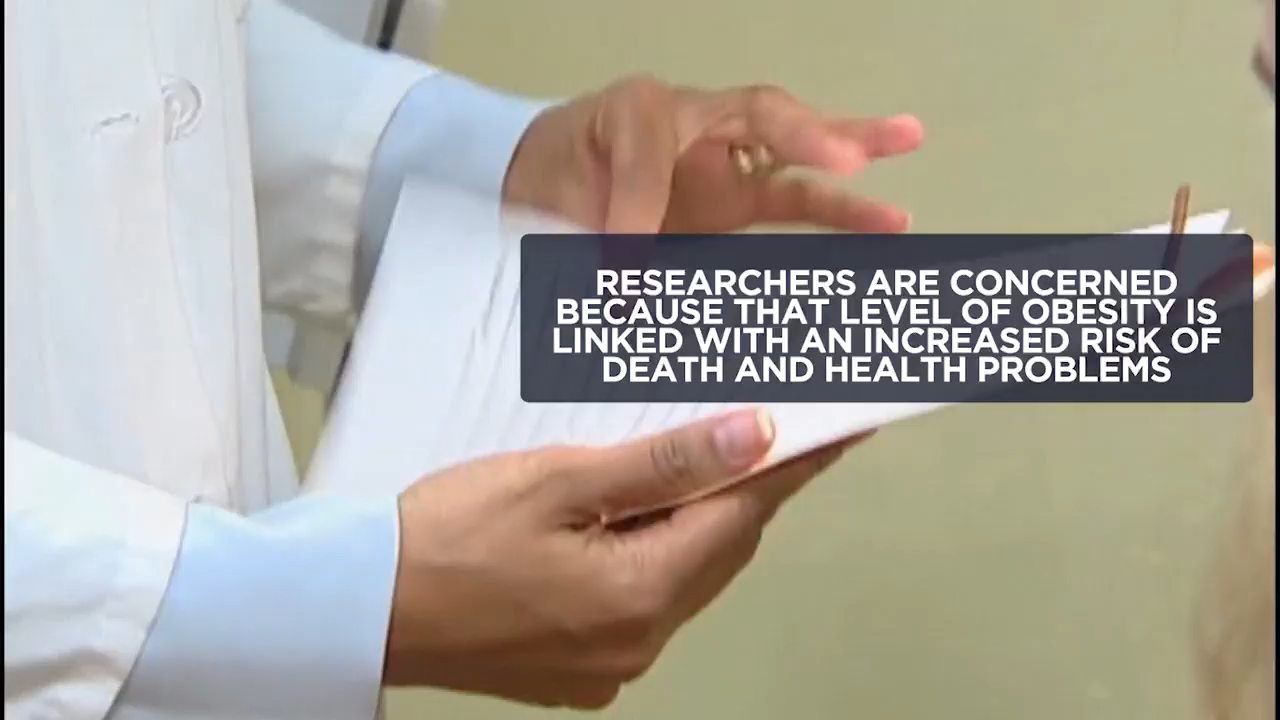 RESEARCHERS ARE CONCERNED
BECAUSE THAT LEVEL OF OBESITY IS
LINKED WITH AN INCREASED RISK OF
DEATH AND HEALTH PROBLEMS